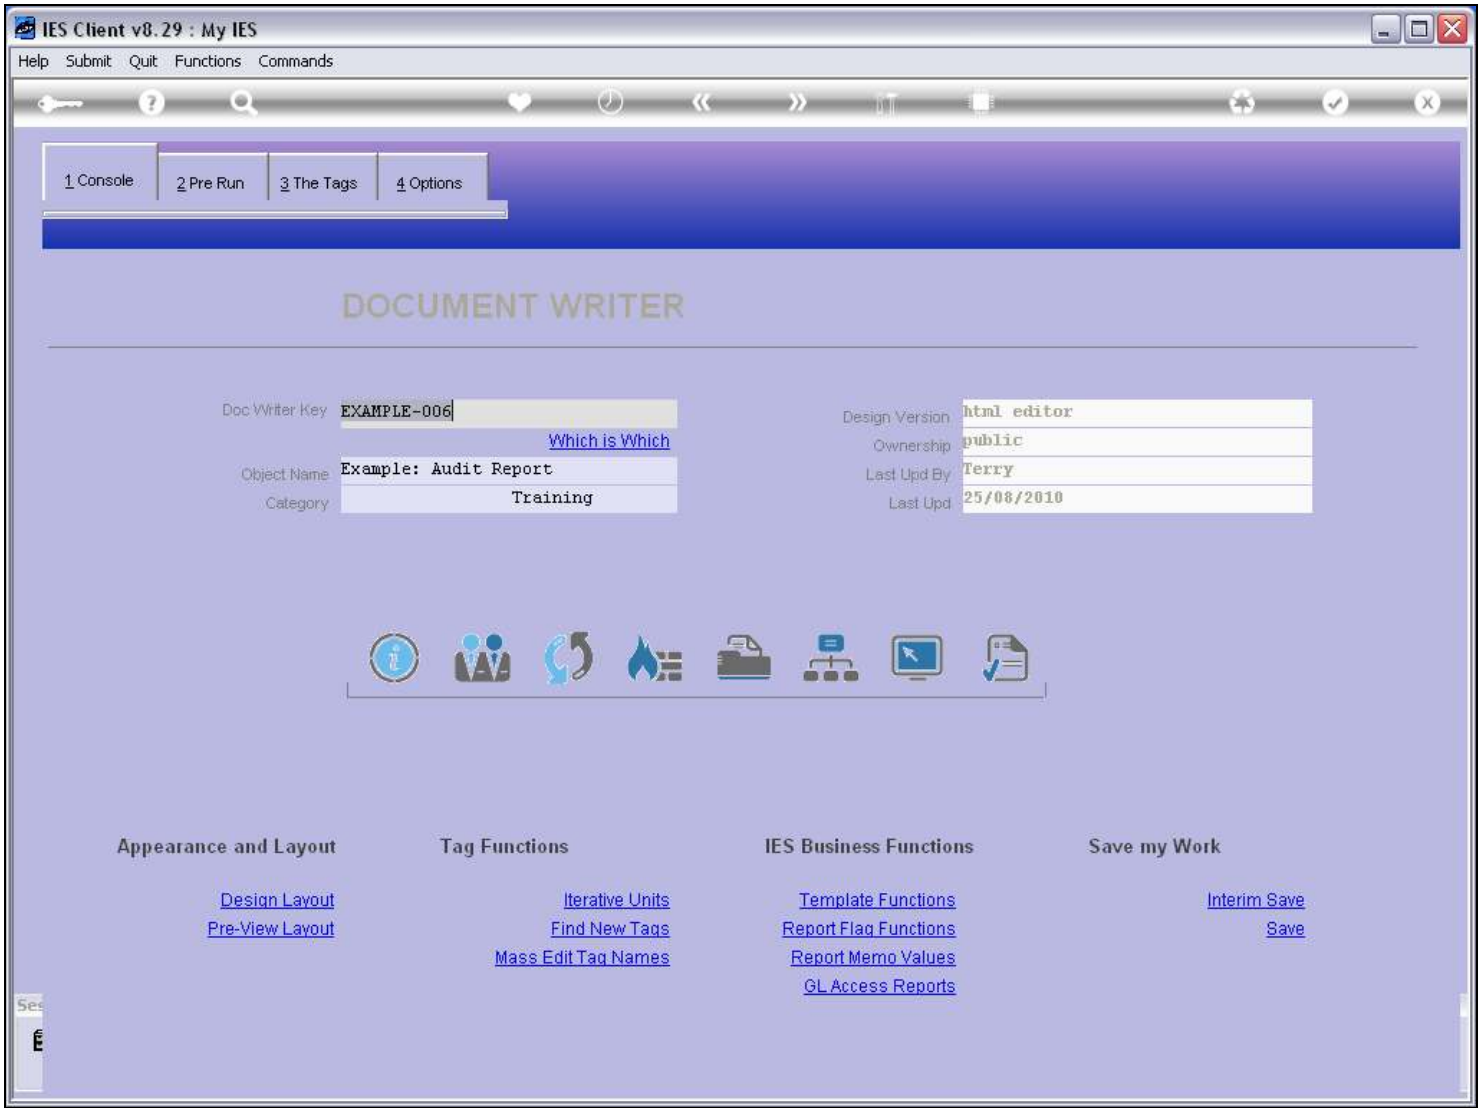 IES Client v8.29 : My IES
Help Submit Quit Functions Commands
1 Console 2 Pre Run 3 The Tags 4 Options
DOCUMENT WRITER
Doc Writer Key EXAMPLE-006
Which is Which
Object Name Example: Audit Report
Category Training
Design Version html editor
Ownership public
Last Upd By Terry
Last Upd 25/08/2010
Appearance and Layout
Design Layout
Pre-View Layout
Tag Functions
Iterative Units
Find New Tags
Mass Edit Tag Names
IES Business Functions
Template Functions
Report Flag Functions
Report Memo Values
GL Access Reports
Save my Work
Interim Save
Save
Ses